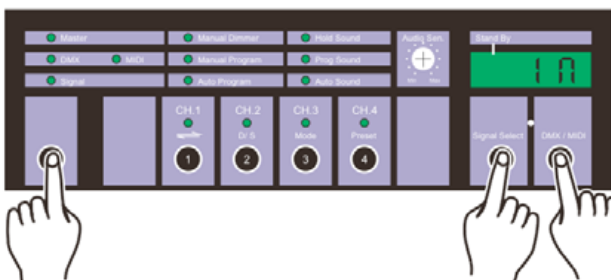 Master
Manual Dimmer
Hold Sound
Audio Sen.
Stand By
DMX
MIDI
Manual Program
Prog Sound
Signal
Auto Program
Auto Sound
CH.1
CH.2
CH.3
CH.4
D/S
Mode
Preset
Signal Select
DMX / MIDI
1
2
3
4